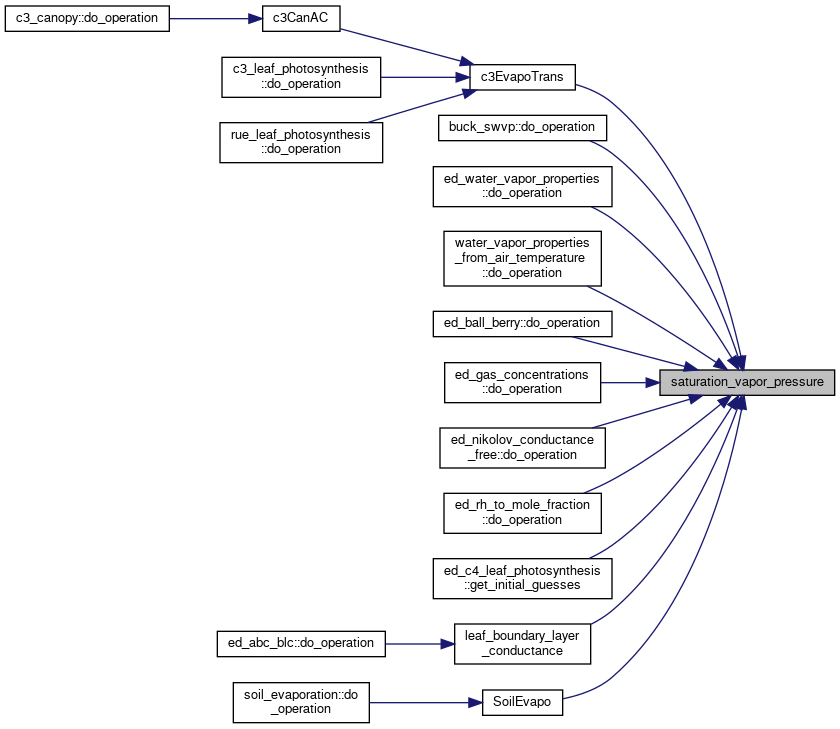 c3_canopy::do_operation
c3CanAC
c3_leaf_photosynthesis
::do_operation
c3EvapoTrans
rue_leaf_photosynthesis
::do_operation
buck_swvp::do_operation
ed_water_vapor_properties
::do_operation
water_vapor_properties
_from_air_temperature
::do_operation
ed_ball_berry::do_operation
ed_gas_concentrations
::do_operation
saturation_vapor_pressure
ed_nikolov_conductance
_free::do_operation
ed_rh_to_mole_fraction
::do_operation
ed_c4_leaf_photosynthesis
::get_initial_guesses
ed_abc_blc::do_operation
leaf_boundary_layer
_conductance
soil_evaporation::do
_operation
SoilEvapo